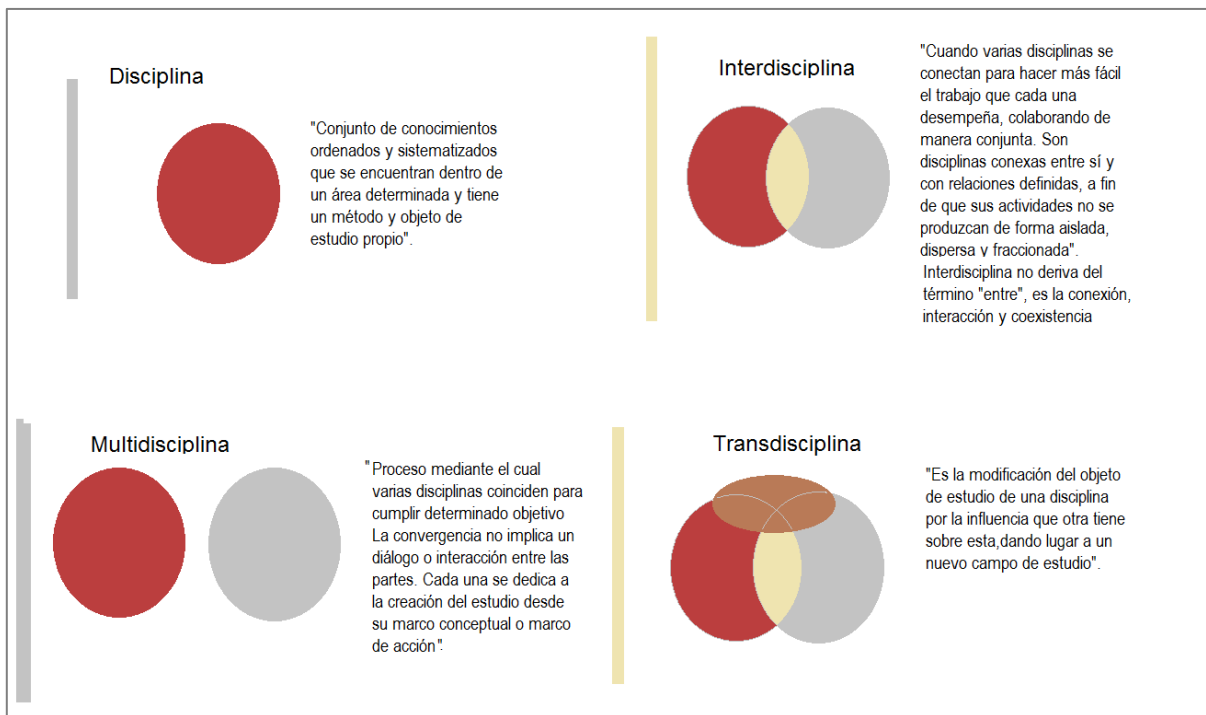 Disciplina
"Conjunto de conocimientos
ordenados y sistematizados
que se encuentran dentro de
un área determinada y tiene
un método y objeto de
estudio propio".
Interdisciplina
"Cuando varias disciplinas se
conectan para hacer más fácil
el trabajo que cada una
desempeña, colaborando de
manera conjunta. Son
disciplinas conexas entre sí y
con relaciones definidas, a fin
de que sus actividades no se
produzcan de forma aislada,
dispersa y fraccionada".
Interdisciplina no deriva del
término "entre", es la conexión,
interacción y coexistencia
Multidisciplina
"Proceso mediante el cual
varias disciplinas coinciden para
cumplir determinado objetivo
La convergencia no implica un
diálogo o interacción entre las
partes. Cada una se dedica a
la creación del estudio desde
su marco conceptual o marco
de acción".
Transdisciplina
"Es la modificación del objeto
de estudio de una disciplina
por la influencia que otra tiene
sobre esta,dando lugar a un
nuevo campo de estudio".